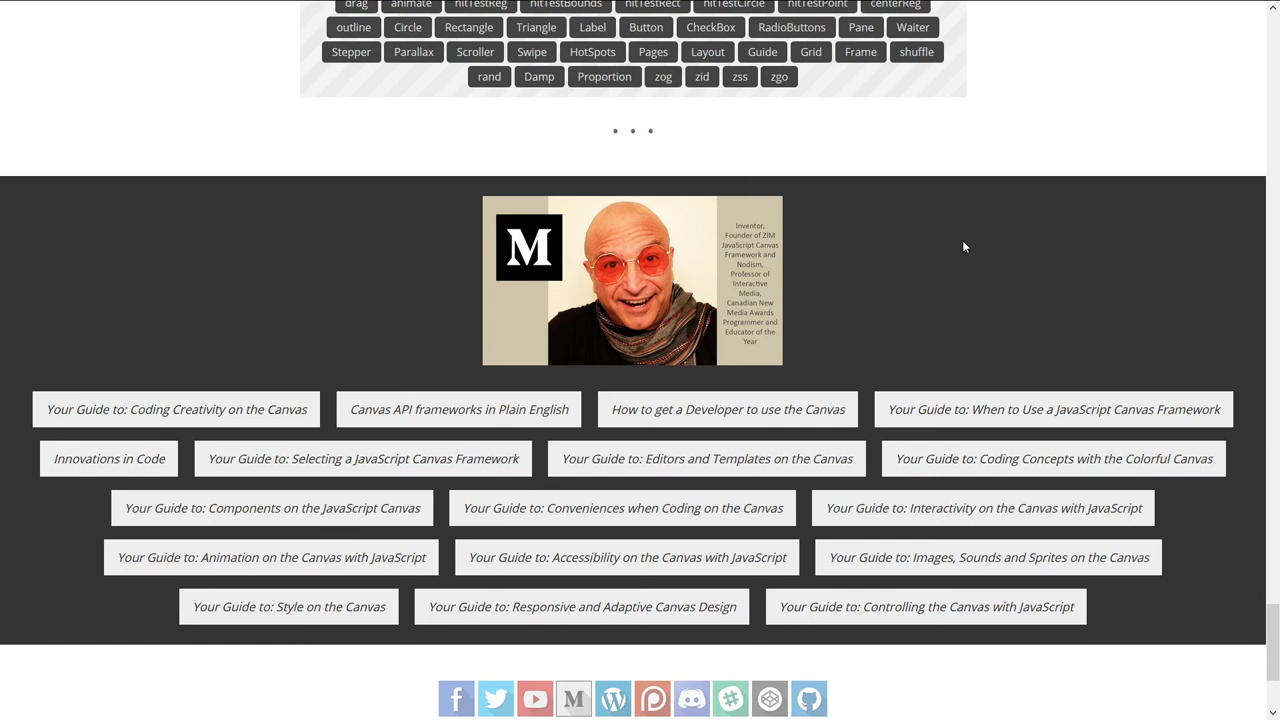 drag animate hitTestReg hitTestBounds hitTestRect hitTestCircle hitTestPoint centerReg
outline Circle Rectangle Triangle Label Button CheckBox RadioButtons Pane Waiter
Stepper Parallax Scroller Swipe HotSpots Pages Layout Guide Grid Frame shuffle
rand Damp Proportion zog zid zss zgo
• • •
M
Inventor,
Founder of ZIM
JavaScript Canvas
Framework and
Nodism,
Professor of
Interactive
Media,
Canadian New
Media Awards
Programmer and
Educator of the
Year
Your Guide to: Coding Creativity on the Canvas Canvas API frameworks in Plain English How to get a Developer to use the Canvas Your Guide to: When to Use a JavaScript Canvas Framework
Innovations in Code Your Guide to: Selecting a JavaScript Canvas Framework Your Guide to: Editors and Templates on the Canvas Your Guide to: Coding Concepts with the Colorful Canvas
Your Guide to: Components on the JavaScript Canvas Your Guide to: Conveniences when Coding on the Canvas Your Guide to: Interactivity on the Canvas with JavaScript
Your Guide to: Animation on the Canvas with JavaScript Your Guide to: Accessibility on the Canvas with JavaScript Your Guide to: Images, Sounds and Sprites on the Canvas
Your Guide to: Style on the Canvas Your Guide to: Responsive and Adaptive Canvas Design Your Guide to: Controlling the Canvas with JavaScript